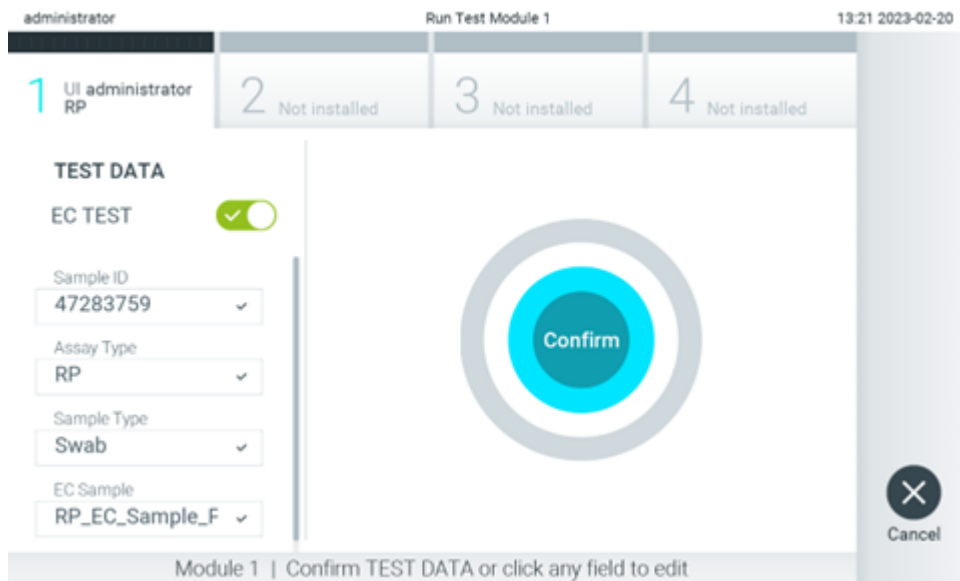 administrator Run Test Module 1 13:21 2023-02-20
1 UI administrator
RP
2 Not installed
3 Not installed
4 Not installed
TEST DATA
EC TEST
Sample ID
47283759
Assay Type
RP
Sample Type
Swab
EC Sample
RP_EC_Sample_F
Confirm
Cancel
Module 1 | Confirm TEST DATA or click any field to edit